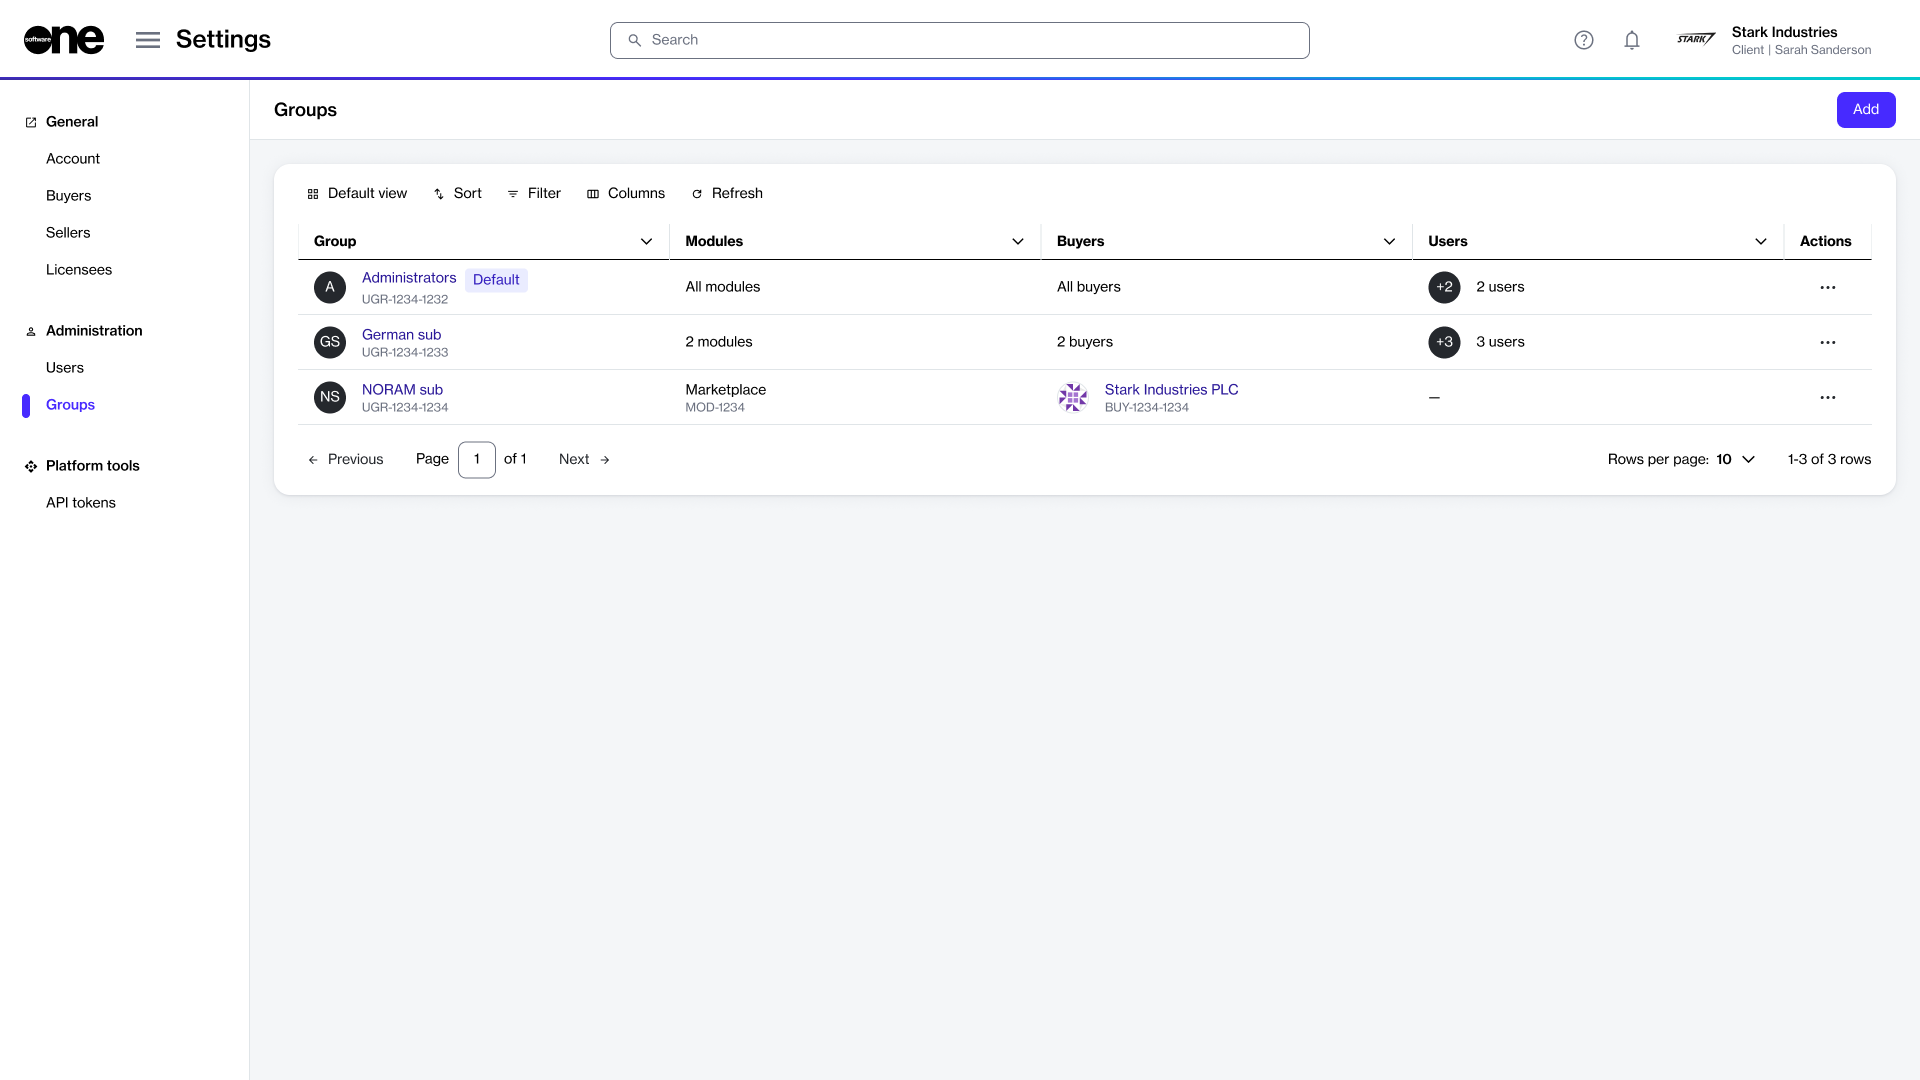 software one
Settings
Search
STARK
Stark Industries
Client | Sarah Sanderson
General
Account
Buyers
Sellers
Licensees
Administration
Users
Groups
Platform tools
API tokens
Groups
Add
Default view
Sort
Filter
Columns
Refresh
Group
Modules
Buyers
Users
Actions
A
Administrators
Default
UGR-1234-1232
All modules
All buyers
+2
2 users
GS
German sub
UGR-1234-1233
2 modules
2 buyers
+3
3 users
NS
NORAM sub
UGR-1234-1234
Marketplace
MOD-1234
Stark Industries PLC
BUY-1234-1234
—
Previous
Page 1 of 1
Next
Rows per page: 10
1-3 of 3 rows